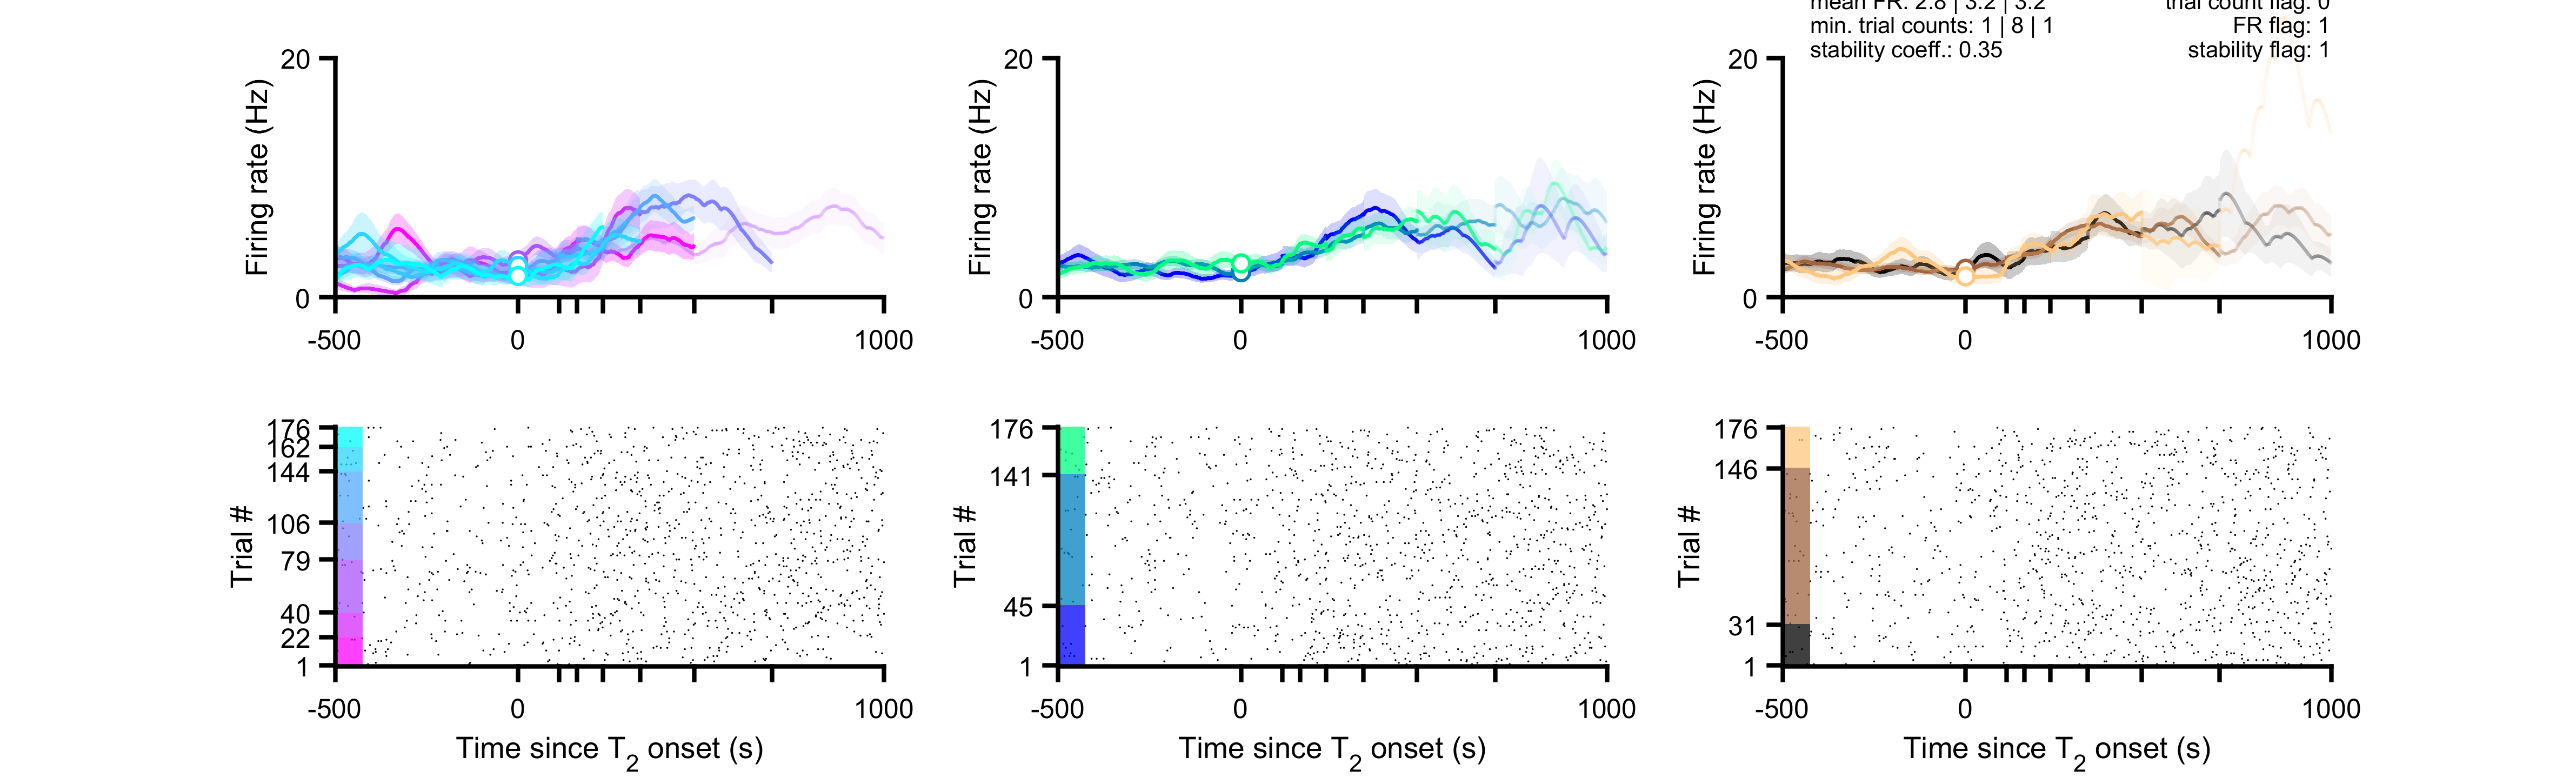 mean FR: 2.8 | 3.2 | 3.2 trial count flag: 0
min. trial counts: 1 | 8 | 1 FR flag: 1
stability coeff.: 0.35 stability flag: 1
20 20 20
Firing rate (Hz) Firing rate (Hz) Firing rate (Hz)
0 0 0
-500 0 1000 -500 0 1000 -500 0 1000
176 176 176
162
144 141 146
106
79
Trial # Trial # Trial #
40 45 31
22
1 1 1
-500 0 1000 -500 0 1000 -500 0 1000
Time since T2 onset (s) Time since T2 onset (s) Time since T2 onset (s)